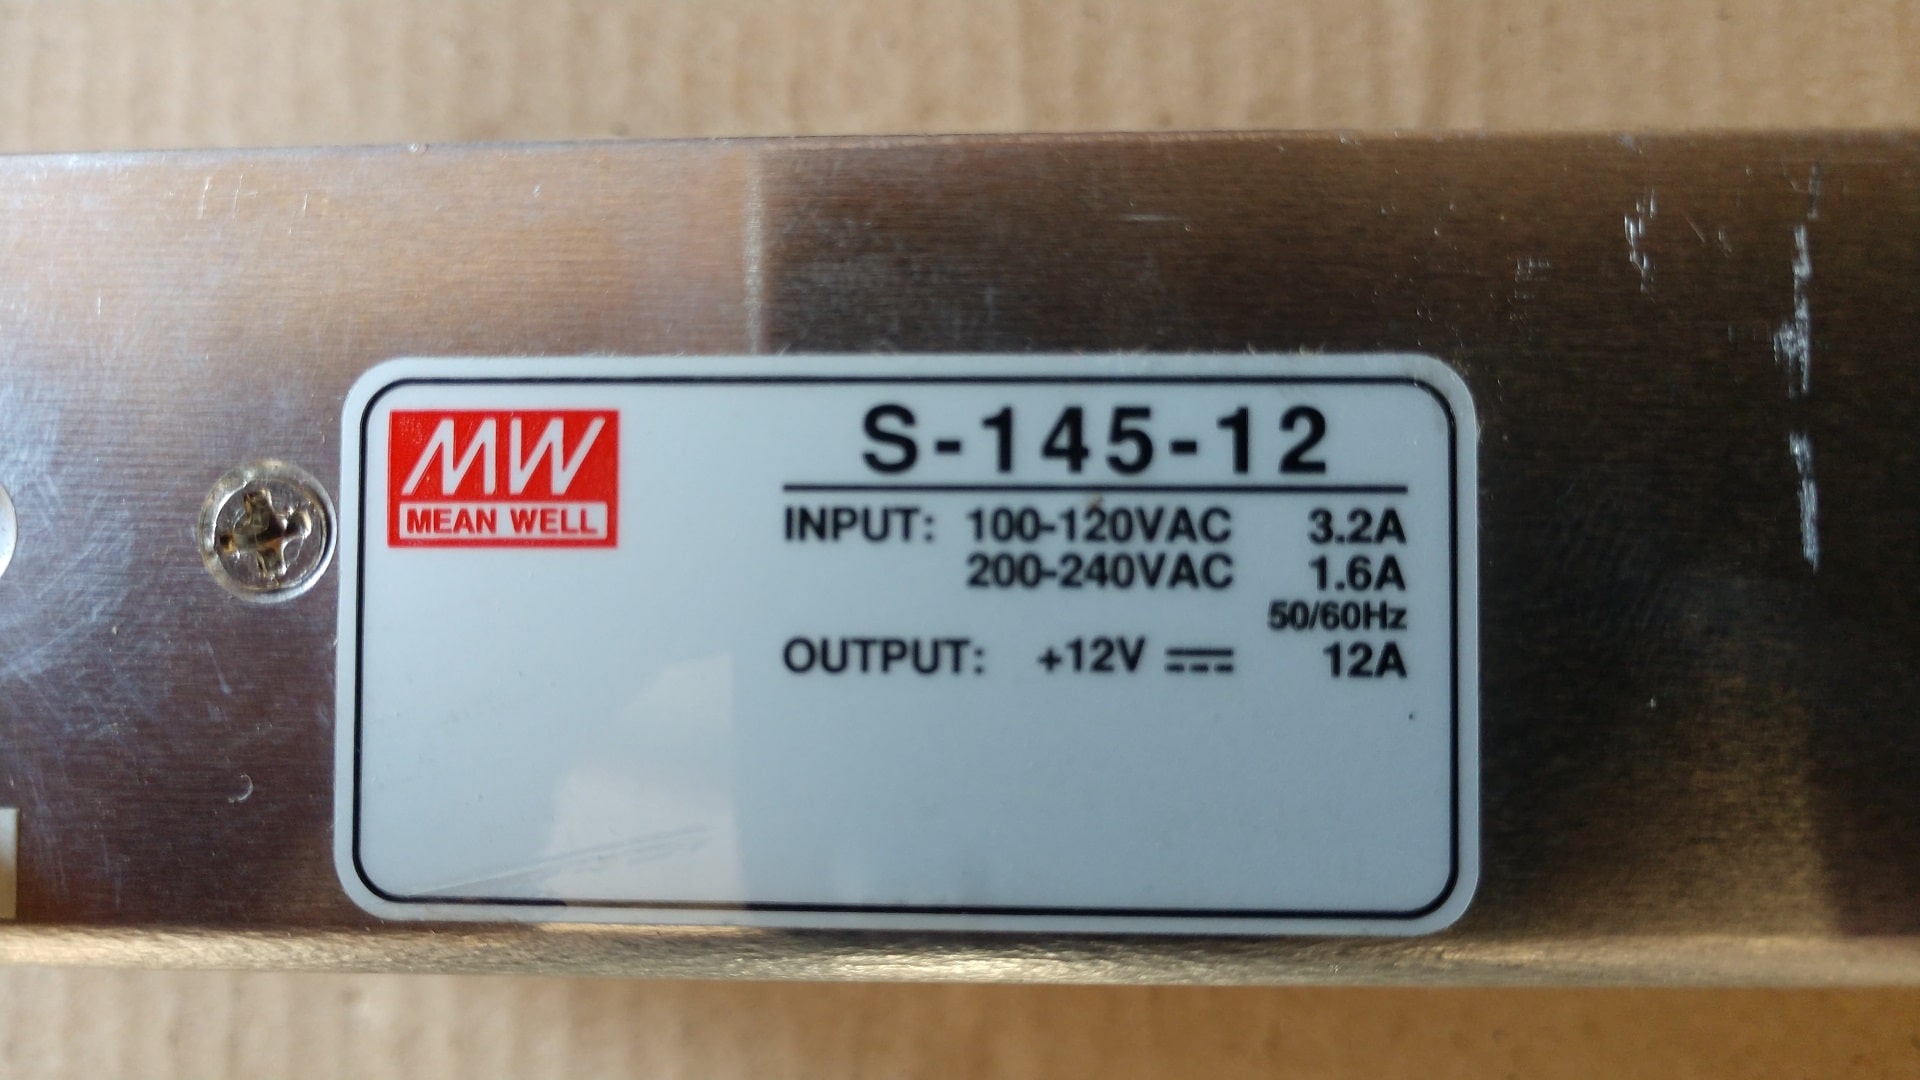 MW
MEAN WELL
S-145-12
INPUT: 100-120VAC 3.2A
200-240VAC 1.6A
50/60Hz
OUTPUT: +12V ⎓ 12A